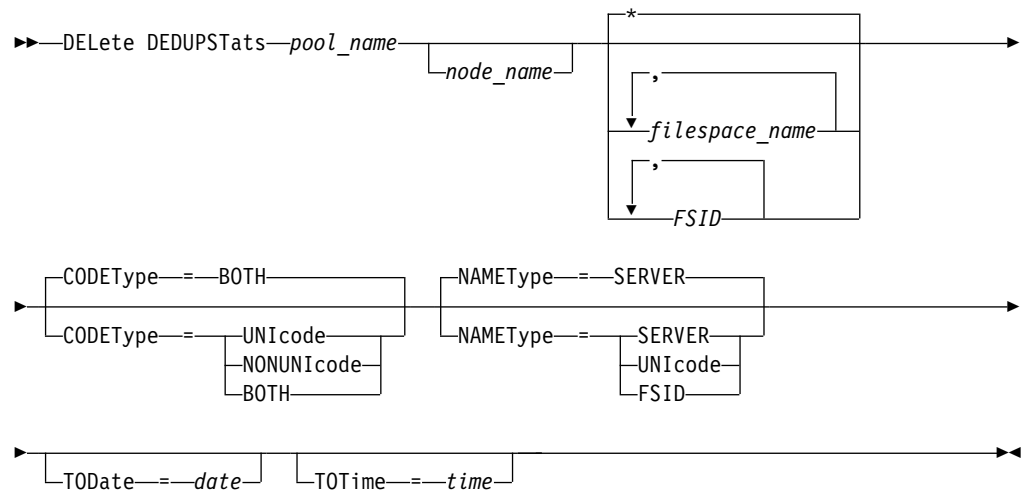 *
DELete DEDUPSTats pool_name
node_name
,
filespace_name
,
FSID
CODEType = BOTH NAMEType = SERVER
CODEType = UNIcode NAMEType = SERVER
NONUNIcode UNIcode
BOTH FSID
TODate = date TOTime = time